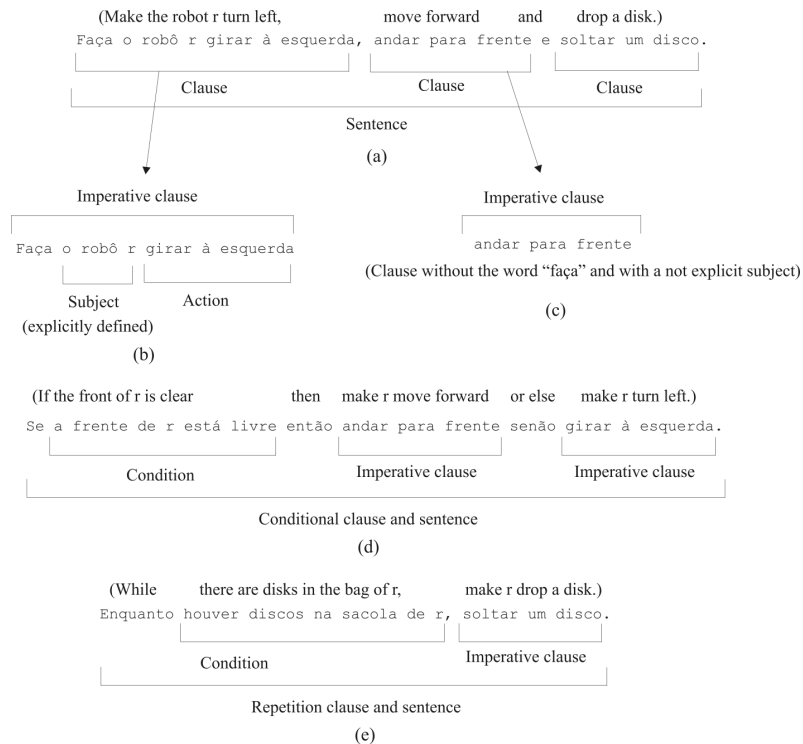 (Make the robot r turn left, move forward and drop a disk.)
Faça o robô r girar à esquerda, andar para frente e soltar um disco.
Clause Clause Clause
Sentence
(a)
Imperative clause
Faça o robô r girar à esquerda
Subject Action
(explicitly defined)
(b)
Imperative clause
andar para frente
(Clause without the word “faça” and with a not explicit subject)
(c)
(If the front of r is clear then make r move forward or else make r turn left.)
Se a frente de r está livre então andar para frente senão girar à esquerda.
Condition Imperative clause Imperative clause
Conditional clause and sentence
(d)
(While there are disks in the bag of r, make r drop a disk.)
Enquanto houver discos na sacola de r, soltar um disco.
Condition Imperative clause
Repetition clause and sentence
(e)